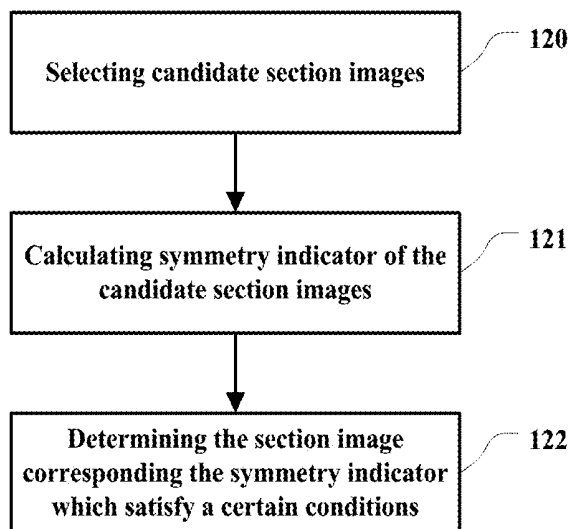 Selecting candidate section images
120
Calculating symmetry indicator of the
candidate section images
121
Determining the section image
corresponding the symmetry indicator
which satisfy a certain conditions
122